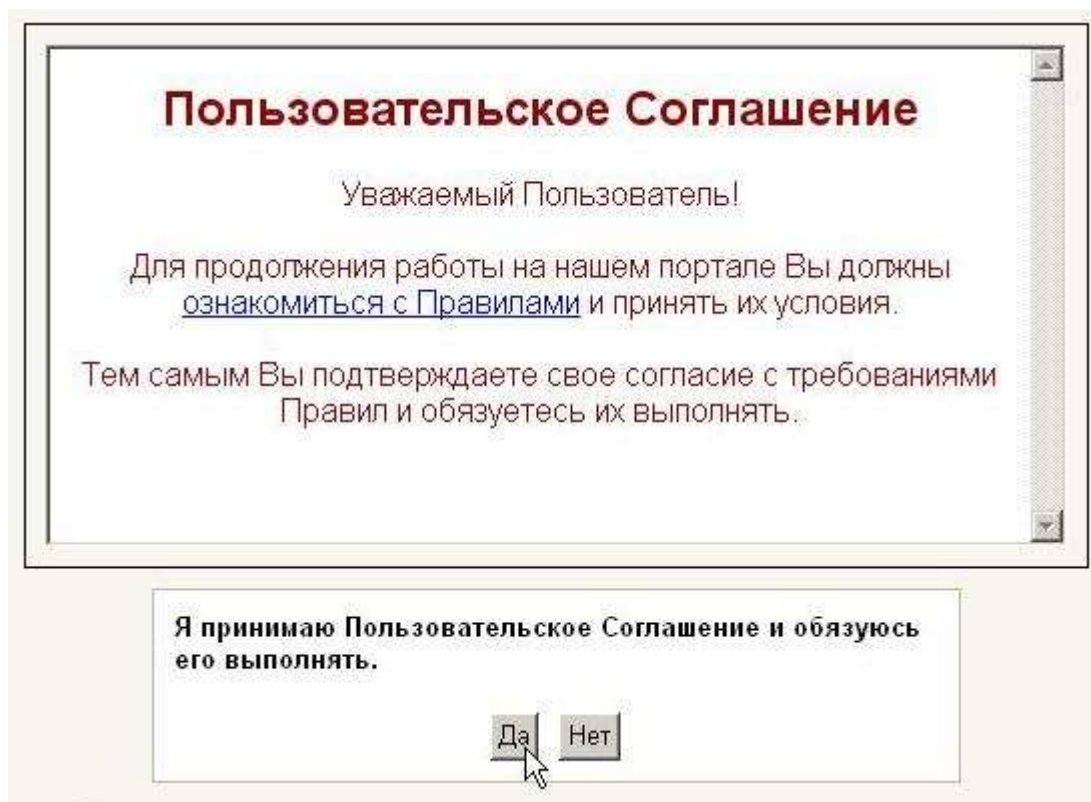 Пользовательское Соглашение
Уважаемый Пользователь!
Для продолжения работы на нашем портале Вы должны
ознакомиться с Правилами и принять их условия.
Тем самым Вы подтверждаете свое согласие с требованиями
Правил и обязуетесь их выполнять.
Я принимаю Пользовательское Соглашение и обязуюсь
его выполнять.
Да Нет